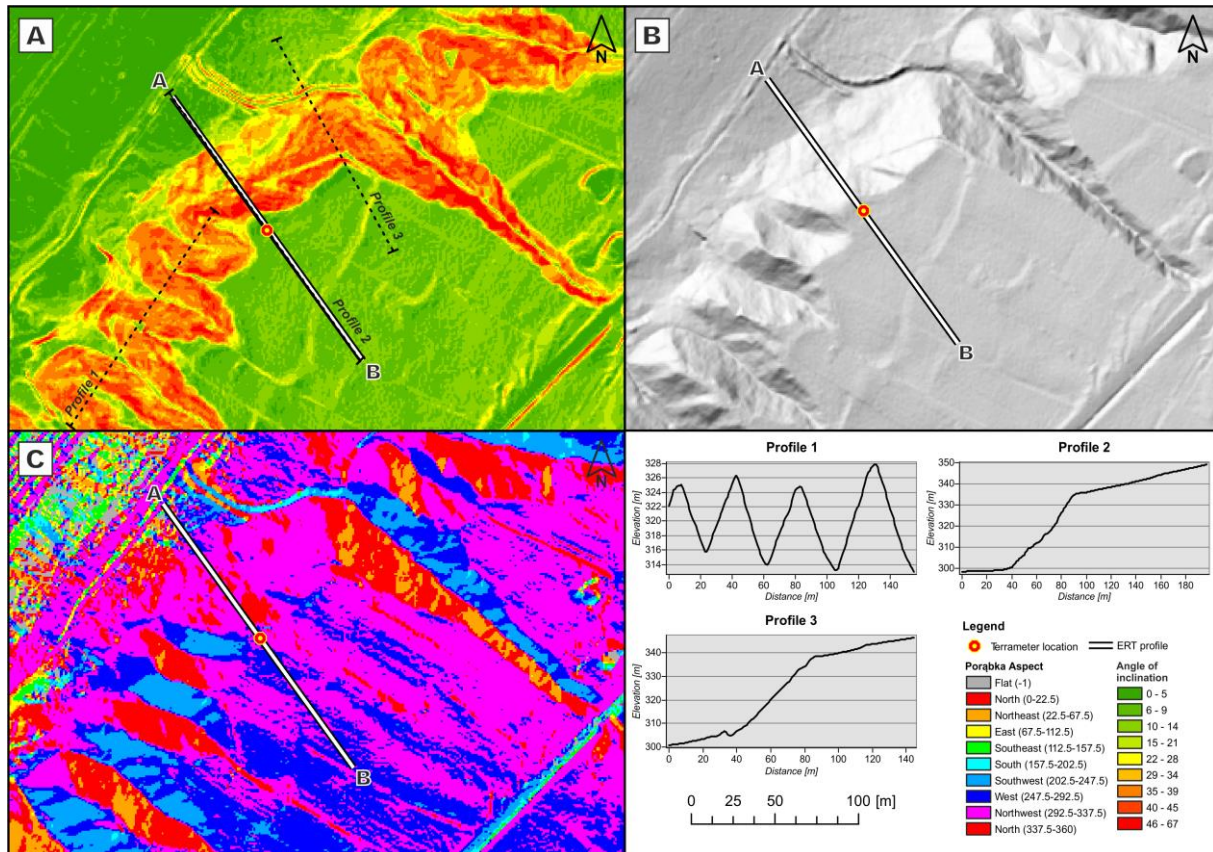 A
N
A
Profile 3
Profile 2
Profile 1
B
B
N
A
B
C
N
A
B
Profile 1
Elevation [m]
328
326
324
322
320
318
316
314
0 20 40 60 80 100 120 140
Distance [m]
Profile 2
Elevation [m]
350
340
330
320
310
300
0 20 40 60 80 100 120 140 160 180
Distance [m]
Profile 3
Elevation [m]
340
330
320
310
300
0 20 40 60 80 100 120 140
Distance [m]
0 25 50 100 [m]
Legend
Terrameter location ERT profile
Porąbka Aspect
Flat (-1)
North (0-22.5)
Northeast (22.5-67.5)
East (67.5-112.5)
Southeast (112.5-157.5)
South (157.5-202.5)
Southwest (202.5-247.5)
West (247.5-292.5)
Northwest (292.5-337.5)
North (337.5-360)
Angle of
inclination
0 - 5
6 - 9
10 - 14
15 - 21
22 - 28
29 - 34
35 - 39
40 - 45
46 - 67